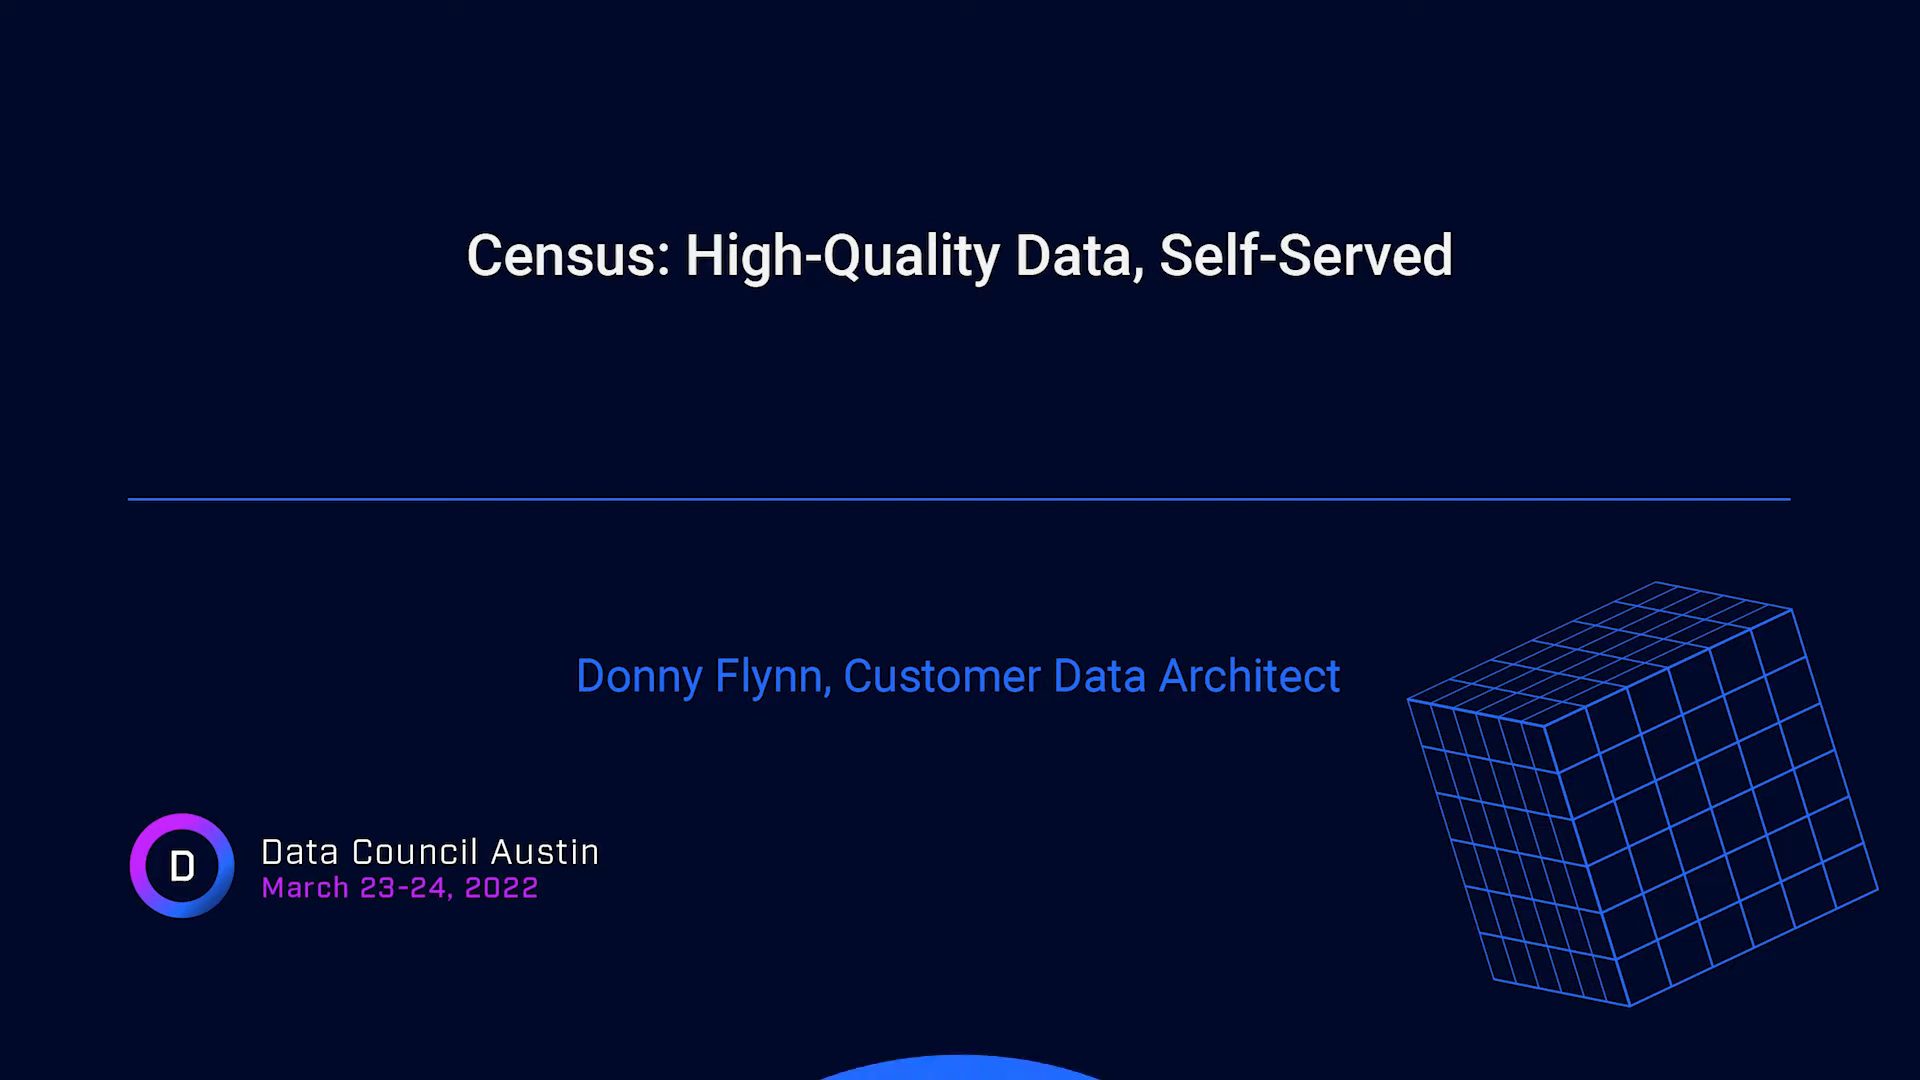 Census: High-Quality Data, Self-Served
Donny Flynn, Customer Data Architect
D
Data Council Austin
March 23-24, 2022